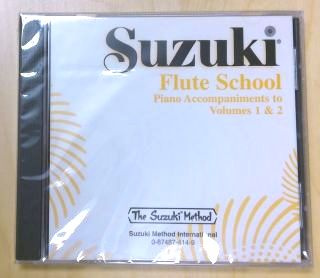 Suzuki®
Flute School
Piano Accompaniments to
Volumes 1 & 2
The Suzuki Method
Suzuki Method International
0-87487-414-9